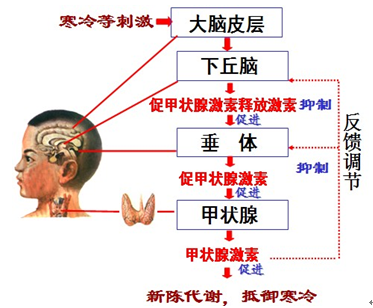 寒冷等刺激
大脑皮层
下丘脑
促甲状腺激素释放激素
抑制
促进
垂 体
抑制
促甲状腺激素
促进
甲状腺
甲状腺激素
促进
新陈代谢，抵御寒冷
反馈调节